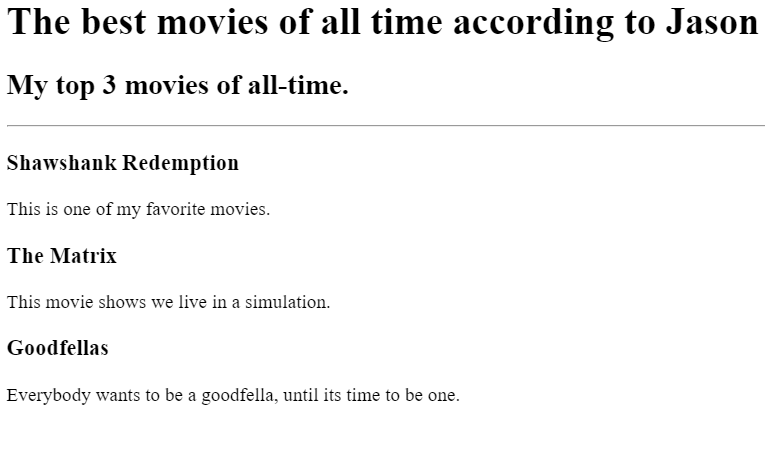 The best movies of all time according to Jason
My top 3 movies of all-time.
Shawshank Redemption
This is one of my favorite movies.
The Matrix
This movie shows we live in a simulation.
Goodfellas
Everybody wants to be a goodfella, until its time to be one.